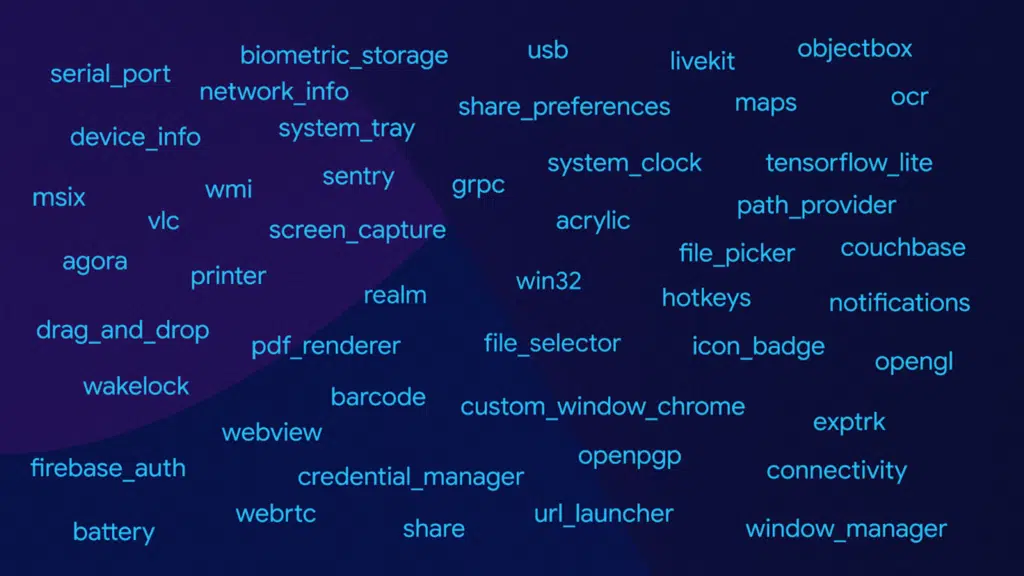 biometric_storage
usb
objectbox
livekit
serial_port
network_info
share_preferences
maps
ocr
device_info
system_tray
system_clock
tensorflow_lite
sentry
grpc
msix
wmi
vlc
path_provider
acrylic
screen_capture
file_picker
couchbase
agora
printer
win32
realm
hotkeys
notifications
drag_and_drop
pdf_renderer
file_selector
icon_badge
opengl
wakelock
barcode
custom_window_chrome
exptrk
webview
firebase_auth
credential_manager
openpgp
connectivity
battery
webrtc
share
url_launcher
window_manager